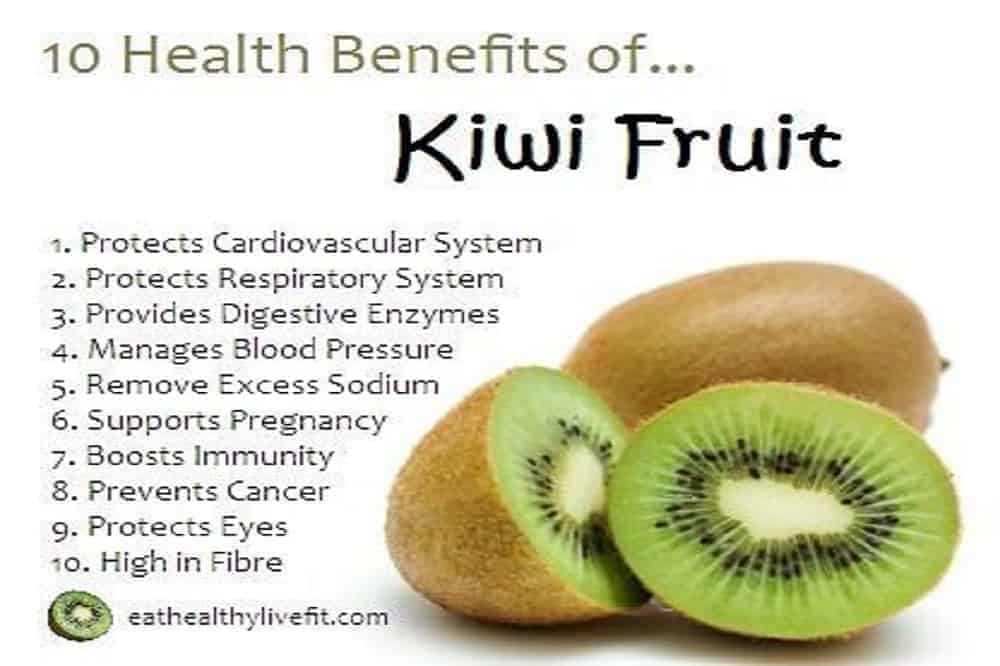 10 Health Benefits of...
Kiwi Fruit
1. Protects Cardiovascular System
2. Protects Respiratory System
3. Provides Digestive Enzymes
4. Manages Blood Pressure
5. Remove Excess Sodium
6. Supports Pregnancy
7. Boosts Immunity
8. Prevents Cancer
9. Protects Eyes
10. High in Fibre
eathealthylivefit.com